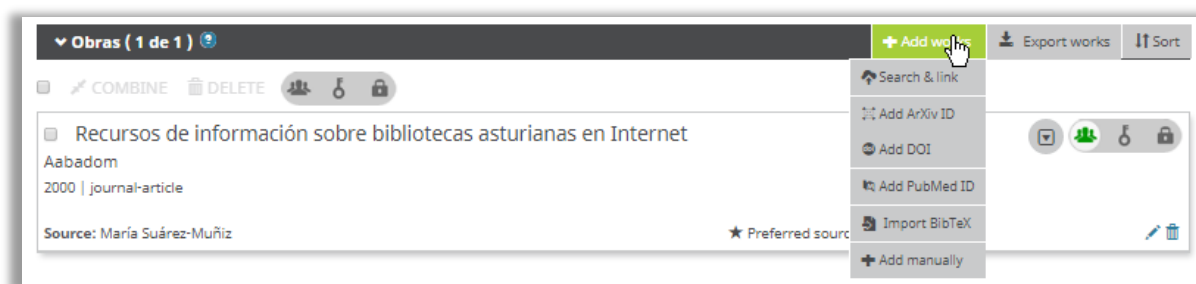 Obras ( 1 de 1 ) ?
Add works
Export works
Sort
COMBINE DELETE
Search & link
Add ArXiv ID
Add DOI
Add PubMed ID
Import BibTeX
Add manually
Recursos de información sobre bibliotecas asturianas en Internet
Aabadom
2000 | journal-article
Source: María Suárez-Muñiz
Preferred sourc